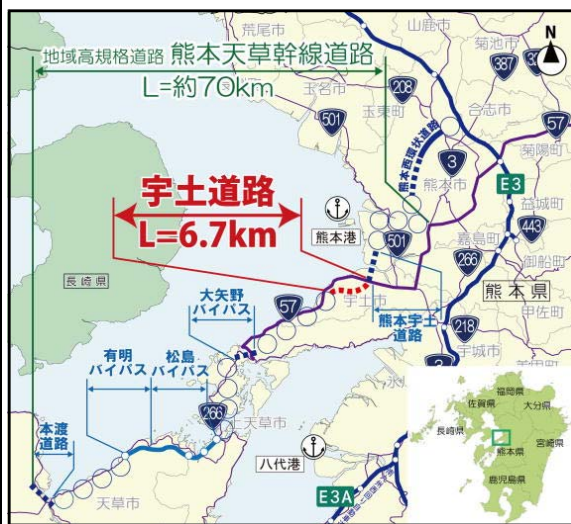 荒尾市
山鹿市
菊池市
地域高規格道路 熊本天草幹線道路
L=約70km
N
387
玉名市
208
玉東町
合志市
501
57
菊陽町
熊本西環状道路
3
熊本市
E3
宇土道路
L=6.7km
益城町
熊本港
501
嘉島町
443
266
御船町
長崎県
熊本県
大矢野
バイパス
57
宇土市
甲佐町
熊本宇土
道路
218
宇城市
3
有明
バイパス
松島
バイパス
266
上天草市
本渡
道路
八代港
天草市
E3A
福岡県
佐賀県
大分県
長崎県
熊本県
宮崎県
鹿児島県